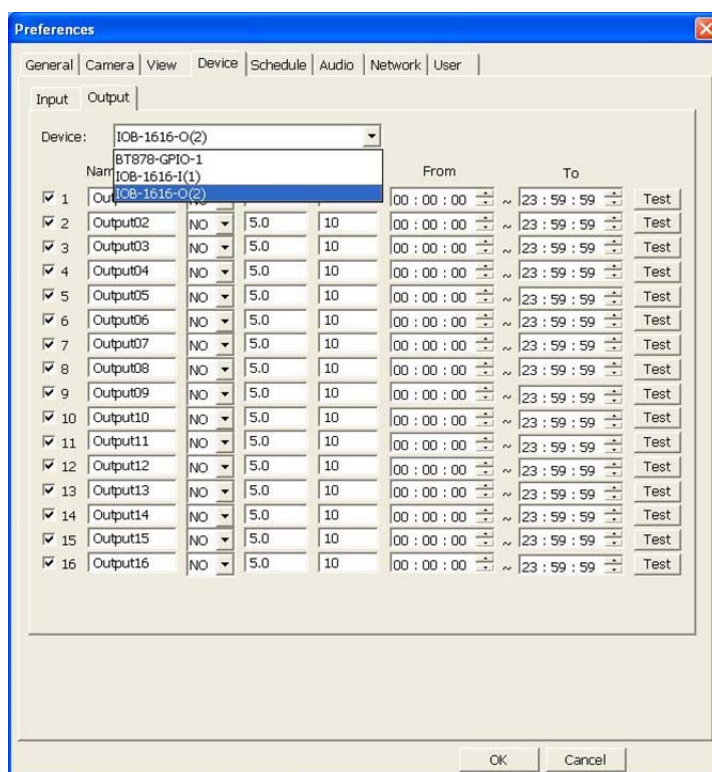 Preferences
General Camera View Device Schedule Audio Network User
Input Output
Device: IOB-1616-O(2)
BT878-GPIO-1
IOB-1616-I(1)
IOB-1616-O(2)
From To
1 00 : 00 : 00 ~ 23 : 59 : 59 Test
2 Output02 NO 5.0 10 00 : 00 : 00 ~ 23 : 59 : 59 Test
3 Output03 NO 5.0 10 00 : 00 : 00 ~ 23 : 59 : 59 Test
4 Output04 NO 5.0 10 00 : 00 : 00 ~ 23 : 59 : 59 Test
5 Output05 NO 5.0 10 00 : 00 : 00 ~ 23 : 59 : 59 Test
6 Output06 NO 5.0 10 00 : 00 : 00 ~ 23 : 59 : 59 Test
7 Output07 NO 5.0 10 00 : 00 : 00 ~ 23 : 59 : 59 Test
8 Output08 NO 5.0 10 00 : 00 : 00 ~ 23 : 59 : 59 Test
9 Output09 NO 5.0 10 00 : 00 : 00 ~ 23 : 59 : 59 Test
10 Output10 NO 5.0 10 00 : 00 : 00 ~ 23 : 59 : 59 Test
11 Output11 NO 5.0 10 00 : 00 : 00 ~ 23 : 59 : 59 Test
12 Output12 NO 5.0 10 00 : 00 : 00 ~ 23 : 59 : 59 Test
13 Output13 NO 5.0 10 00 : 00 : 00 ~ 23 : 59 : 59 Test
14 Output14 NO 5.0 10 00 : 00 : 00 ~ 23 : 59 : 59 Test
15 Output15 NO 5.0 10 00 : 00 : 00 ~ 23 : 59 : 59 Test
16 Output16 NO 5.0 10 00 : 00 : 00 ~ 23 : 59 : 59 Test
OK Cancel